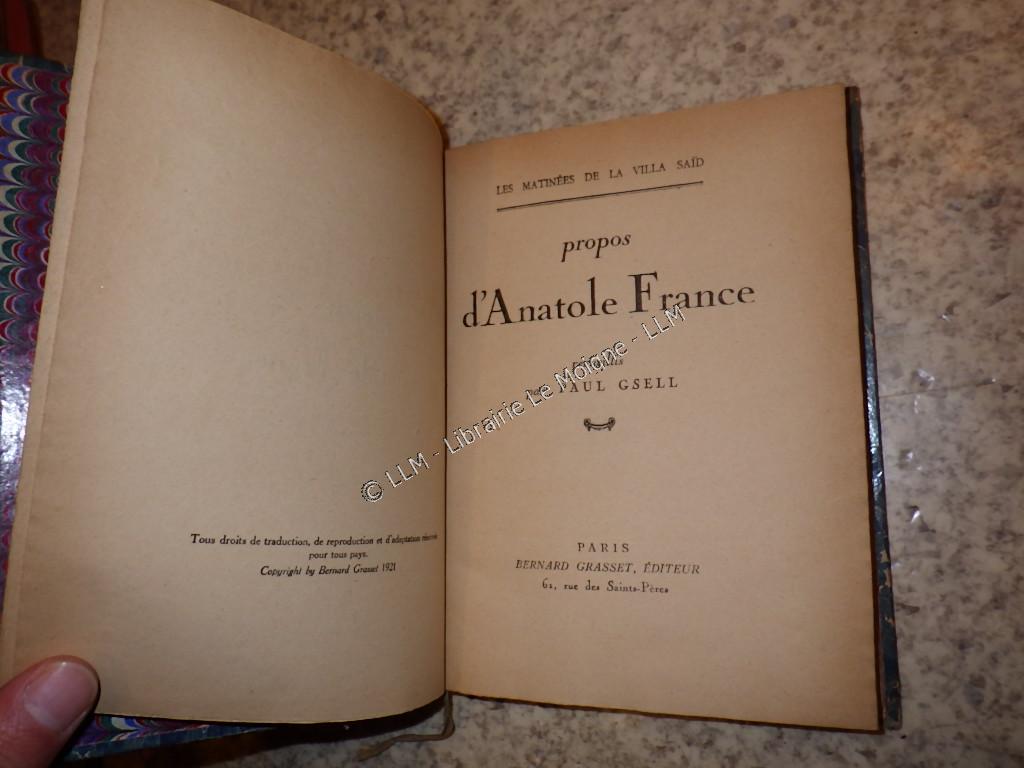 Tous droits de traduction, de reproduction et d'adaptation réservés
pour tous pays.
Copyright by Bernard Grasset 1921
LES MATINÉES DE LA VILLA SAÏD
propos
d'Anatole France
PAUL GSELL
PARIS
BERNARD GRASSET, ÉDITEUR
61, rue des Saints-Pères
© LLM - Librairie Le Moigne - LLM